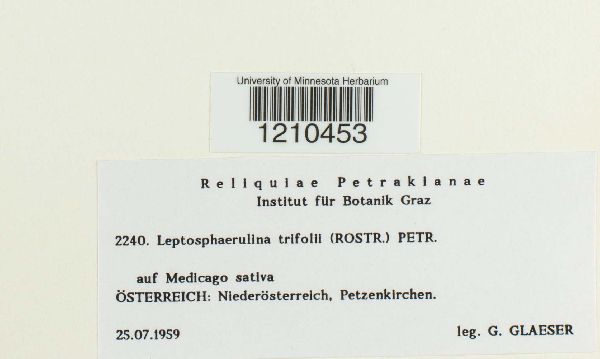 University of Minnesota Herbarium
1210453
Reliquiae Petrakianae
Institut für Botanik Graz
2240. Leptosphaerulina trifolii (ROSTR.) PETR.
auf Medicago sativa
ÖSTERREICH: Niederösterreich, Petzenkirchen.
25.07.1959 leg. G. GLAESER